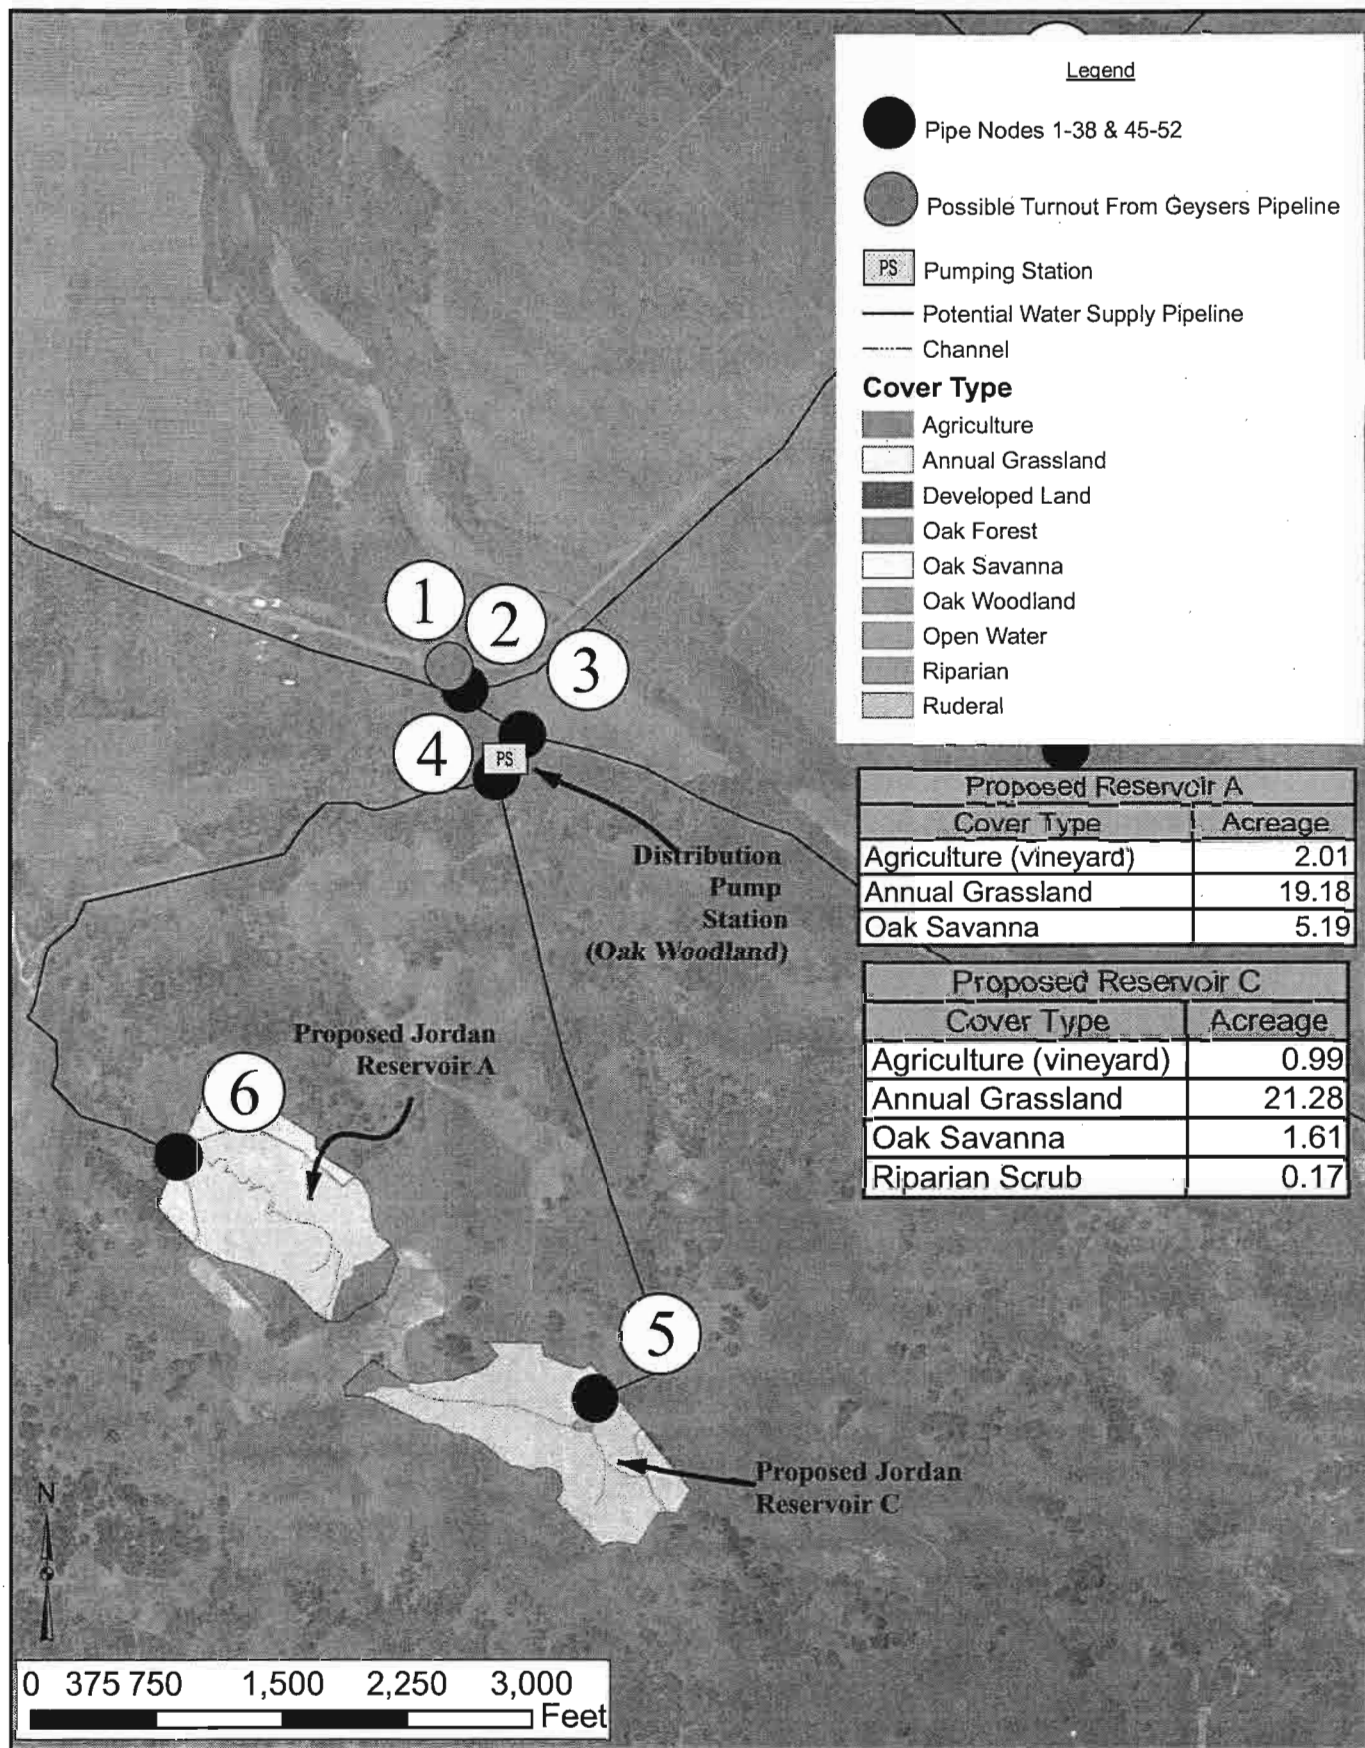 Legend
Pipe Nodes 1-38 & 45-52
Possible Turnout From Geysers Pipeline
PS Pumping Station
Potential Water Supply Pipeline
Channel
Cover Type
Agriculture
Annual Grassland
Developed Land
Oak Forest
Oak Savanna
Oak Woodland
Open Water
Riparian
Ruderal
1
2
3
4
PS
Distribution
Pump
Station
(Oak Woodland)
Proposed Reservoir A
Cover Type Acreage
Agriculture (vineyard) 2.01
Annual Grassland 19.18
Oak Savanna 5.19
Proposed Reservoir C
Cover Type Acreage
Agriculture (vineyard) 0.99
Annual Grassland 21.28
Oak Savanna 1.61
Riparian Scrub 0.17
Proposed Jordan
Reservoir A
6
5
Proposed Jordan
Reservoir C
N
0 375 750 1,500 2,250 3,000
Feet